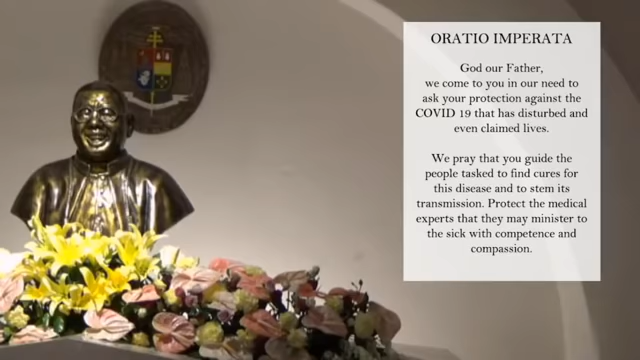 ORATIO IMPERATA
God our Father,
we come to you in our need to
ask your protection against the
COVID 19 that has disturbed and
even claimed lives.
We pray that you guide the
people tasked to find cures for
this disease and to stem its
transmission. Protect the medical
experts that they may minister to
the sick with competence and
compassion.